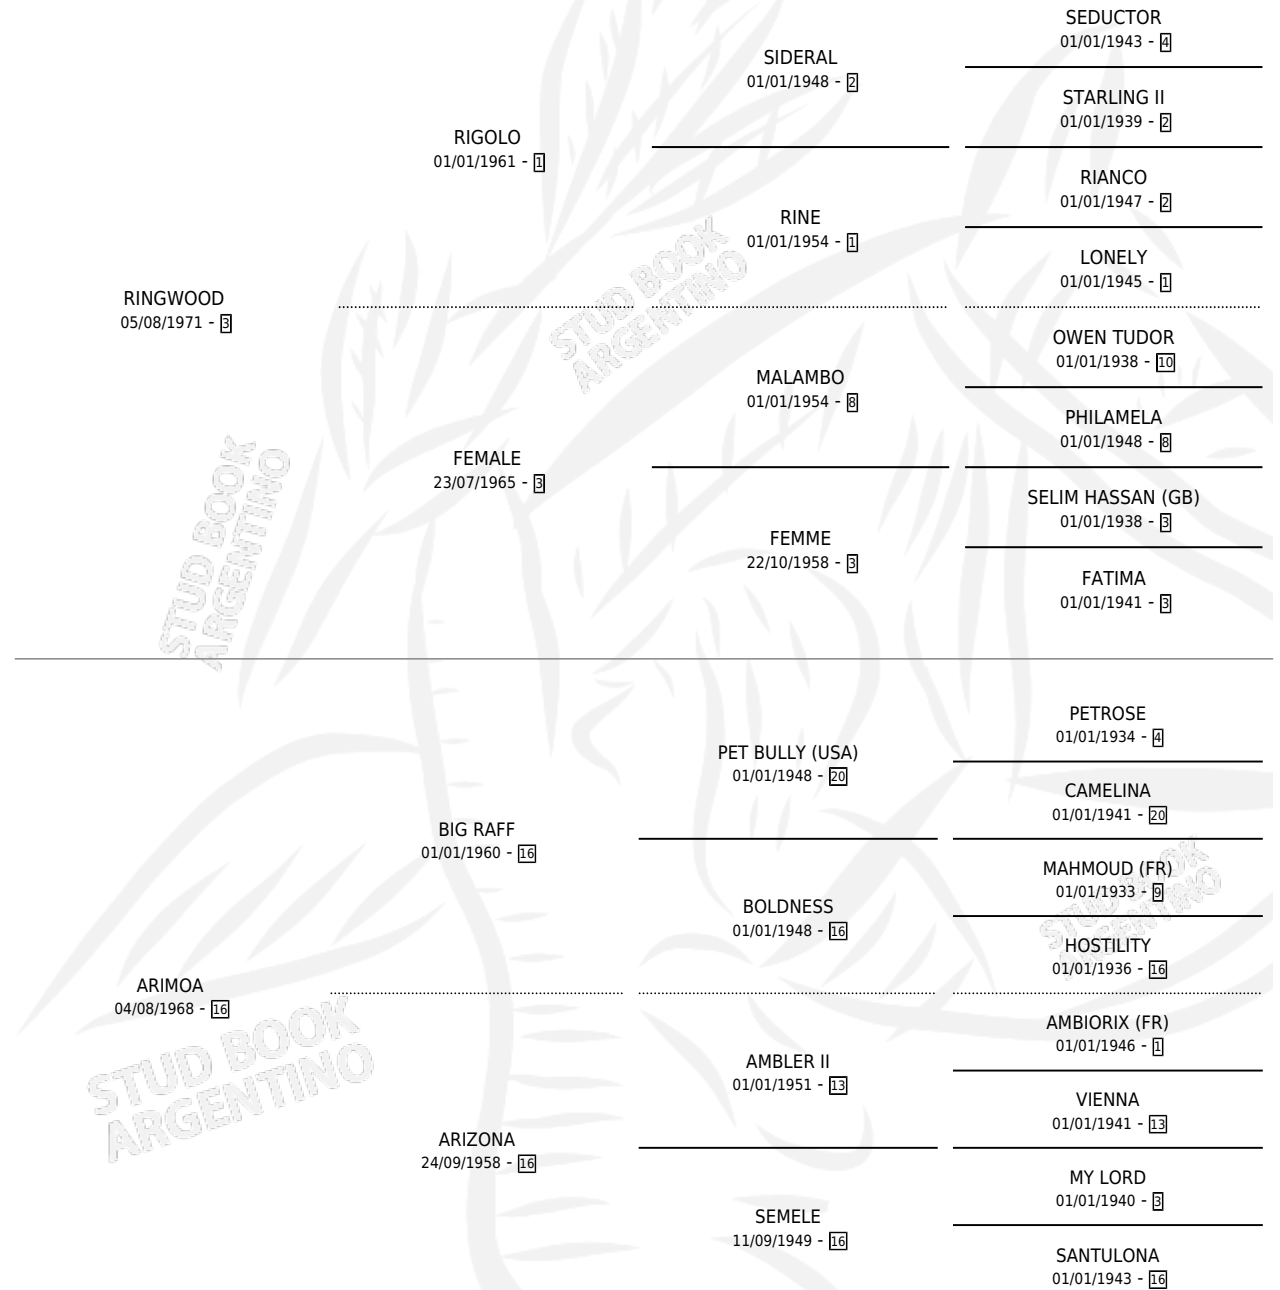 SEDUCTOR
01/01/1943 - 4
SIDERAL
01/01/1948 - 2
STARLING II
01/01/1939 - 2
RIGOLO
01/01/1961 - 1
RIANCO
01/01/1947 - 2
RINE
01/01/1954 - 1
LONELY
01/01/1945 - 1
RINGWOOD
05/08/1971 - 3
OWEN TUDOR
01/01/1938 - 10
MALAMBO
01/01/1954 - 8
PHILAMELA
01/01/1948 - 8
FEMALE
23/07/1965 - 3
SELIM HASSAN (GB)
01/01/1938 - 3
FEMME
22/10/1958 - 3
FATIMA
01/01/1941 - 3
STUD BOOK
ARGENTINO
STUD BOOK
ARGENTINO
PETROSE
01/01/1934 - 4
PET BULLY (USA)
01/01/1948 - 20
CAMELINA
01/01/1941 - 20
BIG RAFF
01/01/1960 - 16
MAHMOUD (FR)
01/01/1933 - 9
BOLDNESS
01/01/1948 - 16
HOSTILITY
01/01/1936 - 16
STUD BOOK
ARGENTINO
ARIMOA
04/08/1968 - 16
AMBIORIX (FR)
01/01/1946 - 1
AMBLER II
01/01/1951 - 13
VIENNA
01/01/1941 - 13
STUD BOOK
ARGENTINO
ARIZONA
24/09/1958 - 16
MY LORD
01/01/1940 - 3
SEMELE
11/09/1949 - 16
SANTULONA
01/01/1943 - 16